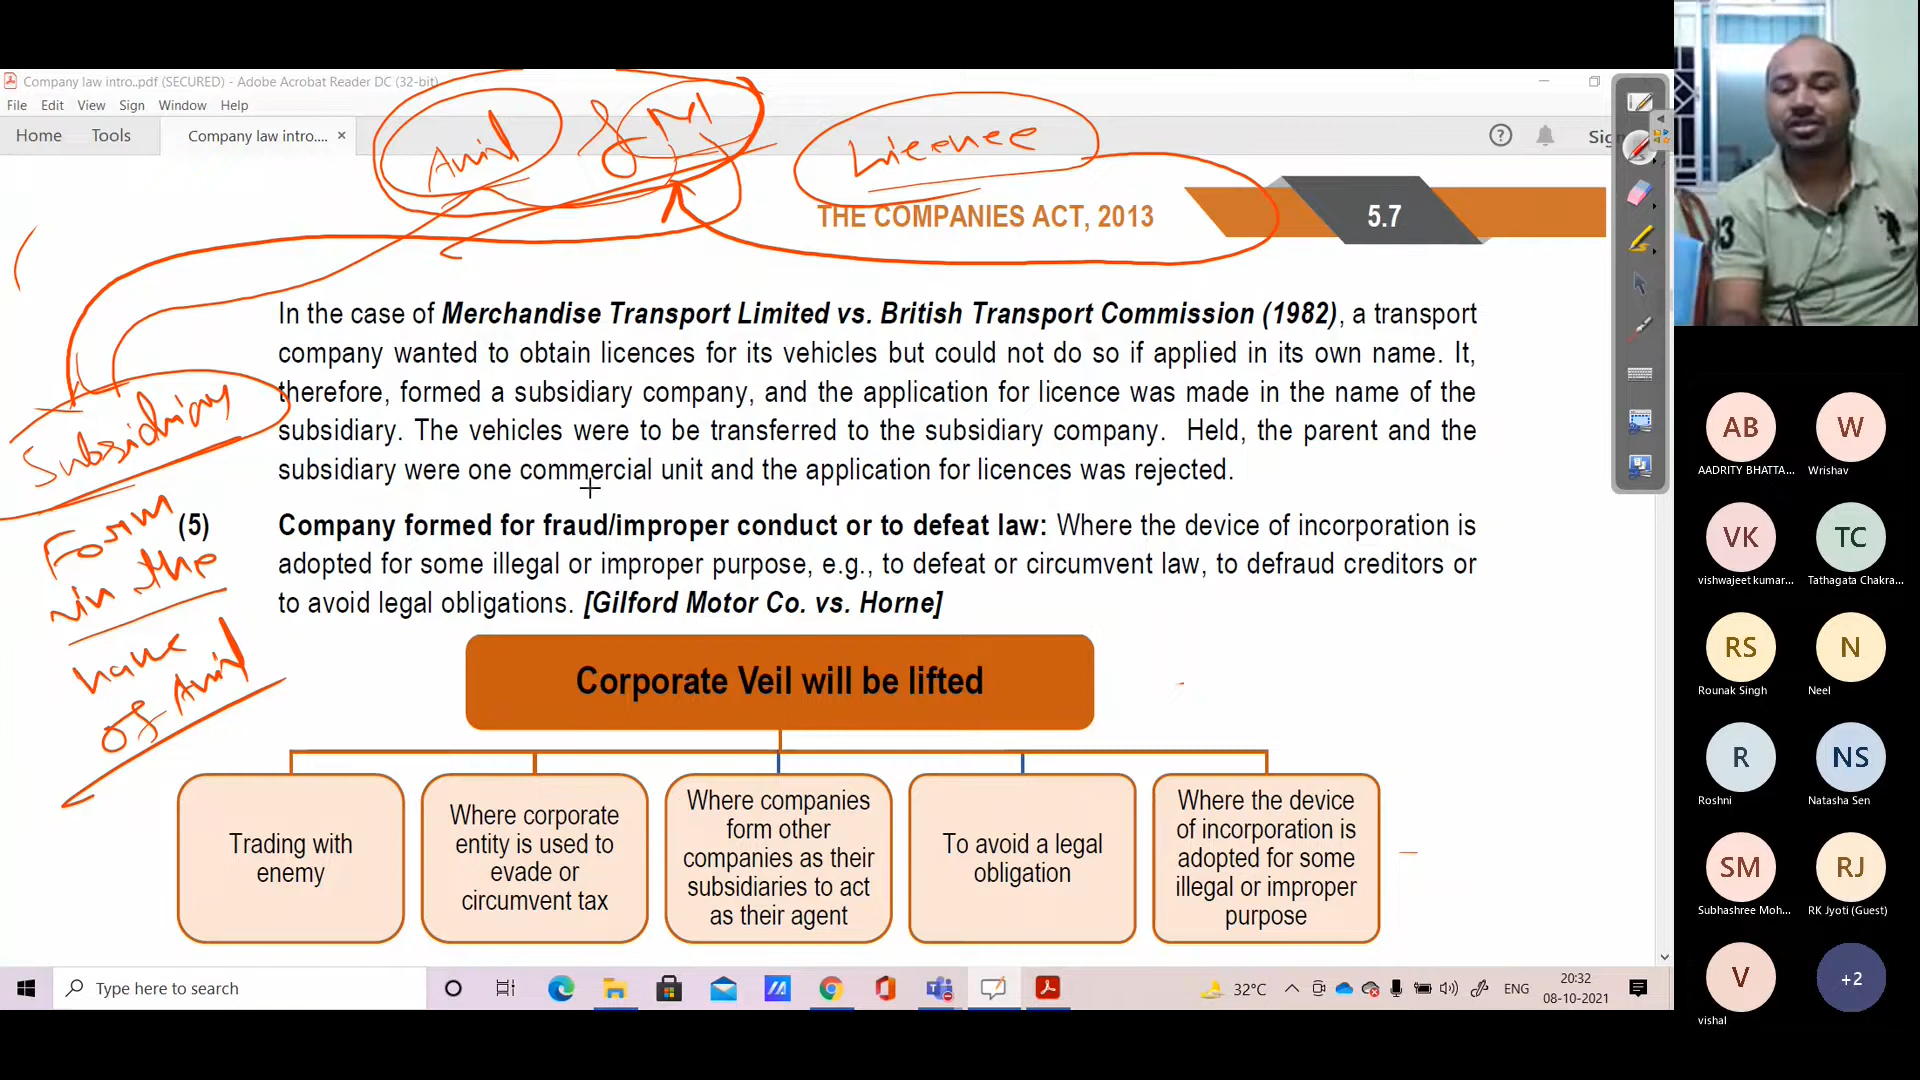 Company law intro..pdf (SECURED) - Adobe Acrobat Reader DC (32-bit)
File Edit View Sign Window Help
Home Tools Company law intro.... ×
Sig
Anil & M
Licence
THE COMPANIES ACT, 2013
5.7
In the case of Merchandise Transport Limited vs. British Transport Commission (1982), a transport
company wanted to obtain licences for its vehicles but could not do so if applied in its own name. It,
therefore, formed a subsidiary company, and the application for licence was made in the name of the
subsidiary. The vehicles were to be transferred to the subsidiary company. Held, the parent and the
subsidiary were one commercial unit and the application for licences was rejected.
Subsidiary
Form
in the
name
of Anil
(5) Company formed for fraud/improper conduct or to defeat law: Where the device of incorporation is
adopted for some illegal or improper purpose, e.g., to defeat or circumvent law, to defraud creditors or
to avoid legal obligations. [Gilford Motor Co. vs. Horne]
Corporate Veil will be lifted
Trading with
enemy
Where corporate
entity is used to
evade or
circumvent tax
Where companies
form other
companies as their
subsidiaries to act
as their agent
To avoid a legal
obligation
Where the device
of incorporation is
adopted for some
illegal or improper
purpose
Type here to search
32°C
ENG
20:32
08-10-2021
AB
AADRITY BHATTA...
W
Wrishav
VK
vishwajeet kumar...
TC
Tathagata Chakra...
RS
Rounak Singh
N
Neel
R
Roshni
NS
Natasha Sen
SM
Subhashree Moh...
RJ
RK Jyoti (Guest)
V
vishal
+2